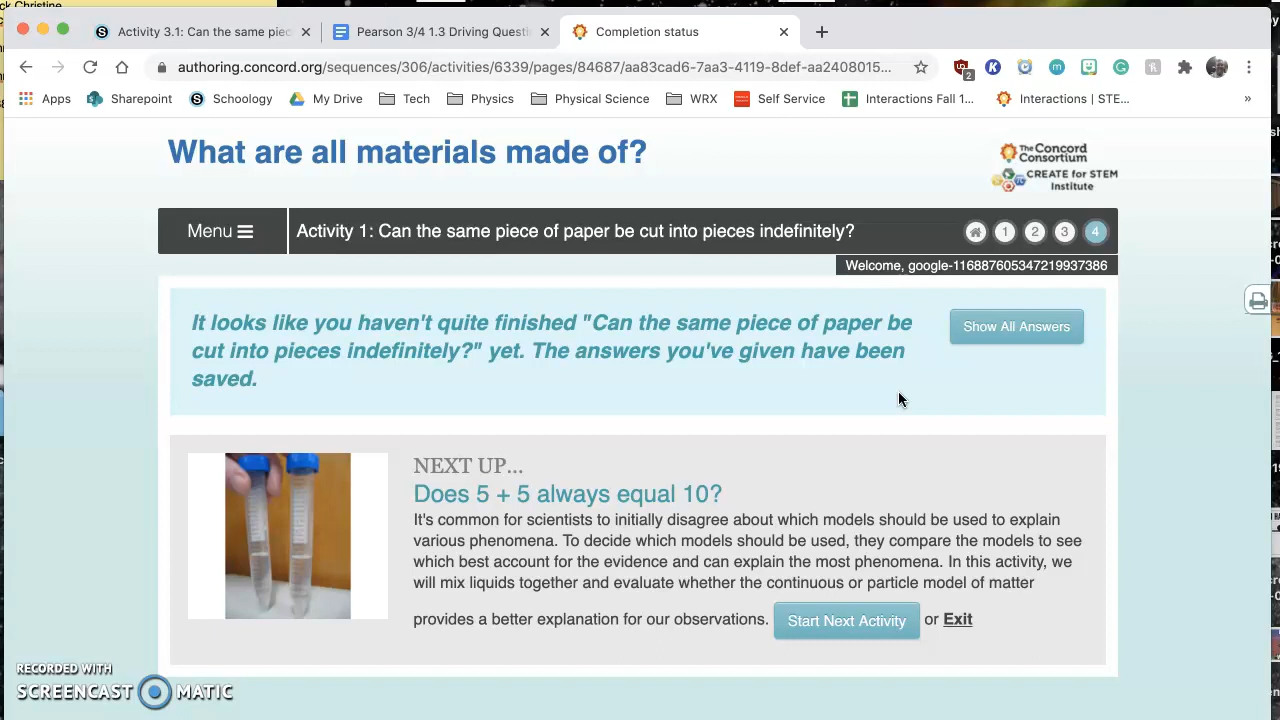 ck Christine
Activity 3.1: Can the same piec
Pearson 3/4 1.3 Driving Questi
Completion status
authoring.concord.org/sequences/306/activities/6339/pages/84687/aa83cad6-7aa3-4119-8def-aa2408015...
2
Apps
Sharepoint
Schoology
My Drive
Tech
Physics
Physical Science
WRX
Self Service
Interactions Fall 1...
Interactions | STE...
»
What are all materials made of?
The Concord
Consortium
CREATE for STEM
Institute
Menu
Activity 1: Can the same piece of paper be cut into pieces indefinitely?
1 2 3 4
Welcome, google-116887605347219937386
It looks like you haven't quite finished "Can the same piece of paper be
cut into pieces indefinitely?" yet. The answers you've given have been
saved.
Show All Answers
NEXT UP...
Does 5 + 5 always equal 10?
It's common for scientists to initially disagree about which models should be used to explain
various phenomena. To decide which models should be used, they compare the models to see
which best account for the evidence and can explain the most phenomena. In this activity, we
will mix liquids together and evaluate whether the continuous or particle model of matter
provides a better explanation for our observations. Start Next Activity or Exit
RECORDED WITH
SCREENCAST MATIC